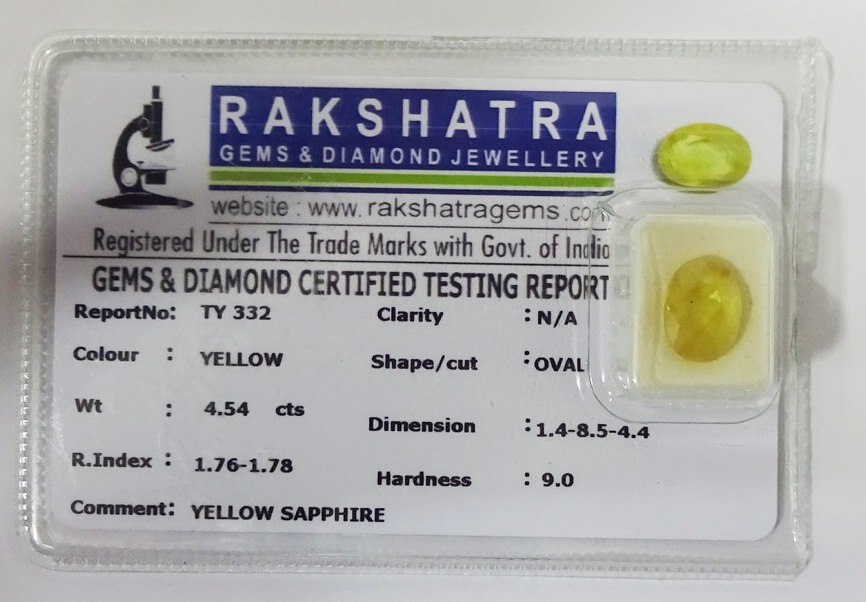 RAKSHATRA
GEMS & DIAMOND JEWELLERY
website : www. rakshatragems.com
Registered Under The Trade Marks with Govt. of India
GEMS & DIAMOND CERTIFIED TESTING REPORT
ReportNo: TY 332 Clarity : N/A
Colour : YELLOW Shape/cut : OVAL
Wt : 4.54 cts Dimension : 1.4-8.5-4.4
R.Index : 1.76-1.78 Hardness : 9.0
Comment: YELLOW SAPPHIRE